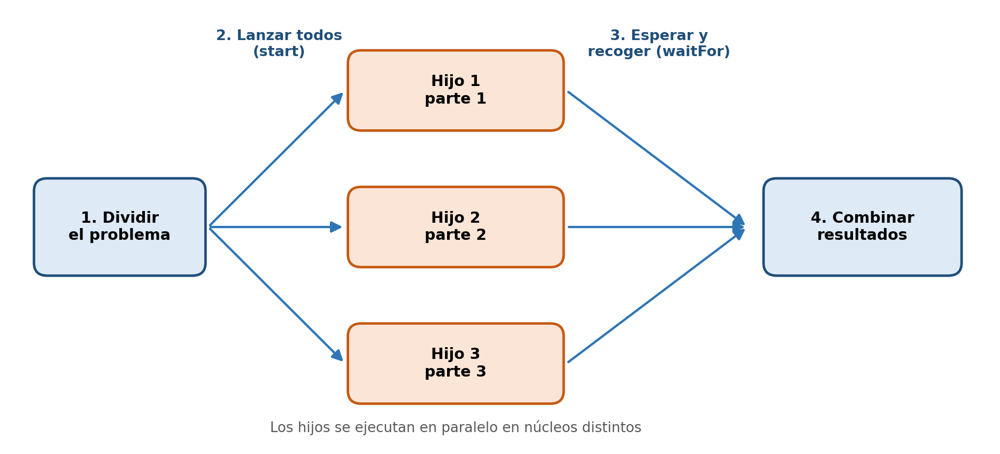 2. Lanzar todos
(start)
3. Esperar y
recoger (waitFor)
Hijo 1
parte 1
1. Dividir
el problema
Hijo 2
parte 2
4. Combinar
resultados
Hijo 3
parte 3
Los hijos se ejecutan en paralelo en núcleos distintos